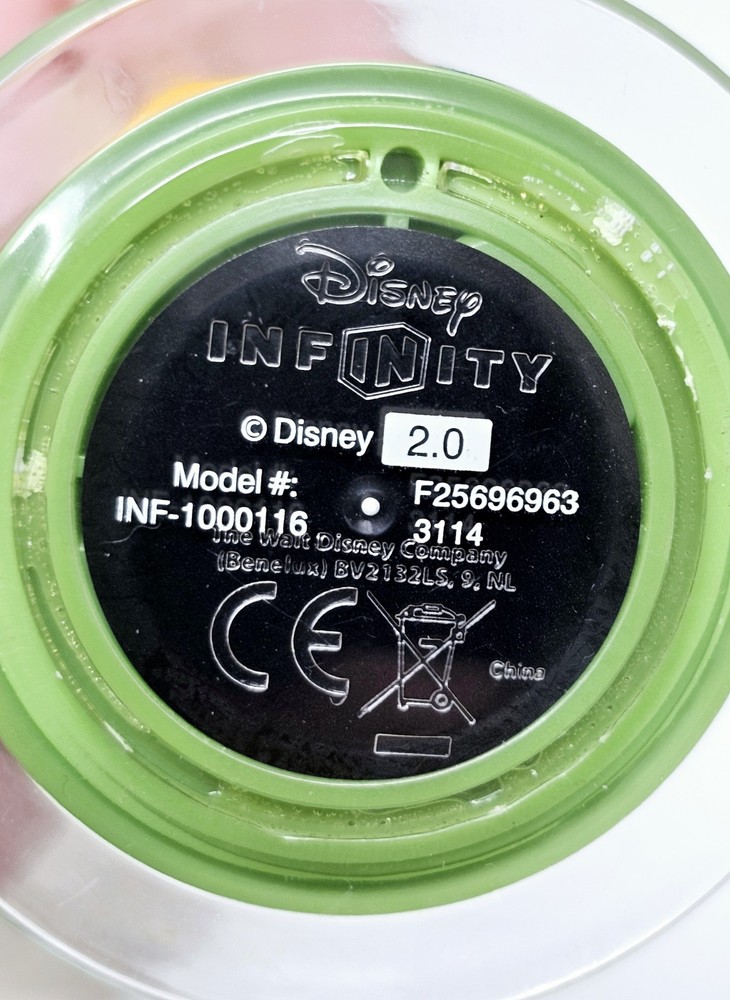 Disney
INFINITY
© Disney 2.0
Model #: F25696963
INF-1000116 3114
The Walt Disney Company
(Benelux) BV2132LS, 9, NL
CE
China